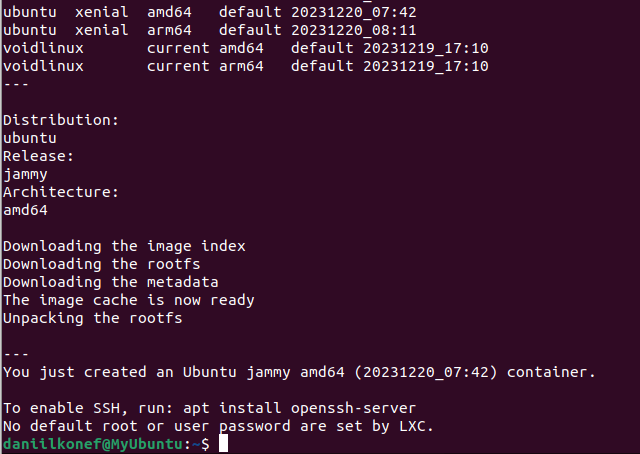 ubuntu  xenial  amd64   default 20231220_07:42
ubuntu  xenial  arm64   default 20231220_08:11
voidlinux       current amd64   default 20231219_17:10
voidlinux       current arm64   default 20231219_17:10
---
Distribution:
ubuntu
Release:
jammy
Architecture:
amd64
Downloading the image index
Downloading the rootfs
Downloading the metadata
The image cache is now ready
Unpacking the rootfs
---
You just created an Ubuntu jammy amd64 (20231220_07:42) container.
To enable SSH, run: apt install openssh-server
No default root or user password are set by LXC.
daniilkonef@MyUbuntu:~$